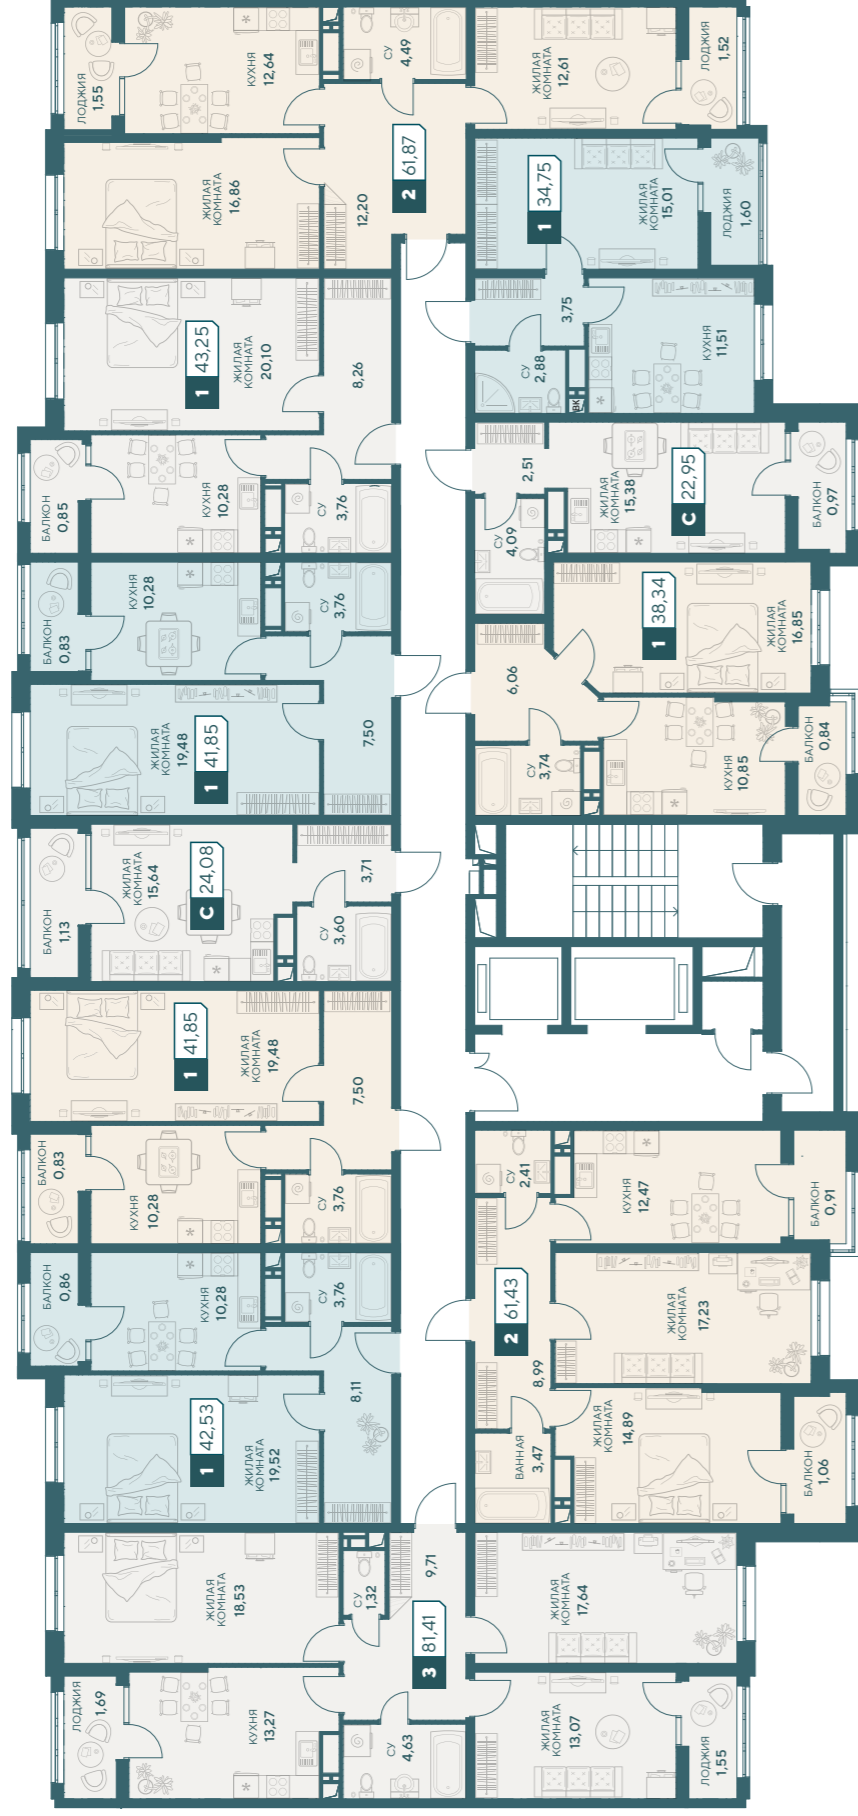 ЛОДЖИЯ
1,55
КУХНЯ
12,64
СУ
4,49
ЖИЛАЯ
КОМНАТА
12,61
ЛОДЖИЯ
1,52
ЖИЛАЯ
КОМНАТА
16,86
12,20
2 61,87
1 34,75
ЖИЛАЯ
КОМНАТА
15,01
ЛОДЖИЯ
1,60
1 43,25
ЖИЛАЯ
КОМНАТА
20,10
8,26
3,75
СУ
2,88
ВК
КУХНЯ
11,51
БАЛКОН
0,85
КУХНЯ
10,28
СУ
3,76
2,51
СУ
4,09
ЖИЛАЯ
КОМНАТА
15,38
С 22,95
БАЛКОН
0,97
БАЛКОН
0,83
КУХНЯ
10,28
СУ
3,76
1 38,34
ЖИЛАЯ
КОМНАТА
16,85
ЖИЛАЯ
КОМНАТА
19,48
1 41,85
7,50
6,06
СУ
3,74
КУХНЯ
10,85
БАЛКОН
0,84
БАЛКОН
1,13
ЖИЛАЯ
КОМНАТА
15,64
С 24,08
3,71
СУ
3,60
1 41,85
ЖИЛАЯ
КОМНАТА
19,48
7,50
БАЛКОН
0,83
КУХНЯ
10,28
СУ
3,76
СУ
2,41
КУХНЯ
12,47
БАЛКОН
0,91
БАЛКОН
0,86
КУХНЯ
10,28
СУ
3,76
2 61,43
8,99
ЖИЛАЯ
КОМНАТА
17,23
1 42,53
ЖИЛАЯ
КОМНАТА
19,52
8,11
ВАННАЯ
3,47
ЖИЛАЯ
КОМНАТА
14,89
БАЛКОН
1,06
ЖИЛАЯ
КОМНАТА
18,53
СУ
1,32
9,71
3 81,41
ЖИЛАЯ
КОМНАТА
17,64
ЛОДЖИЯ
1,69
КУХНЯ
13,27
СУ
4,63
ЖИЛАЯ
КОМНАТА
13,07
ЛОДЖИЯ
1,55